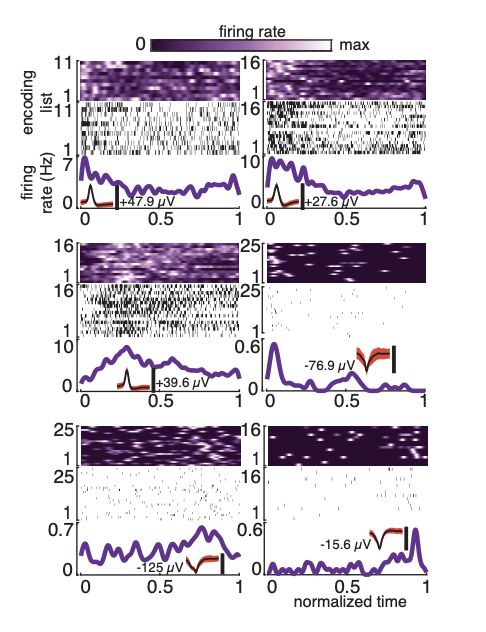 firing rate
0 max
encoding
list
firing
rate (Hz)
11
1
11
1
7
0
+47.9 µV
0 0.5 1
16
1
16
1
10
0
+27.6 µV
0 0.5 1
16
1
16
1
10
0
+39.6 µV
0 0.5 1
25
1
25
1
0.6
0
-76.9 µV
0 0.5 1
25
1
25
1
0.7
0
-125 µV
0 0.5 1
16
1
16
1
0.6
0
-15.6 µV
0 0.5 1
normalized time